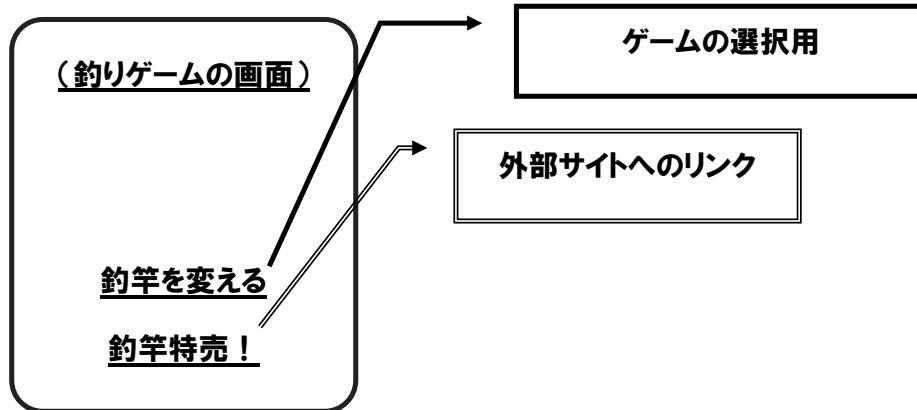 （釣りゲームの画面）
ゲームの選択用
外部サイトへのリンク
釣竿を変える
釣竿特売！